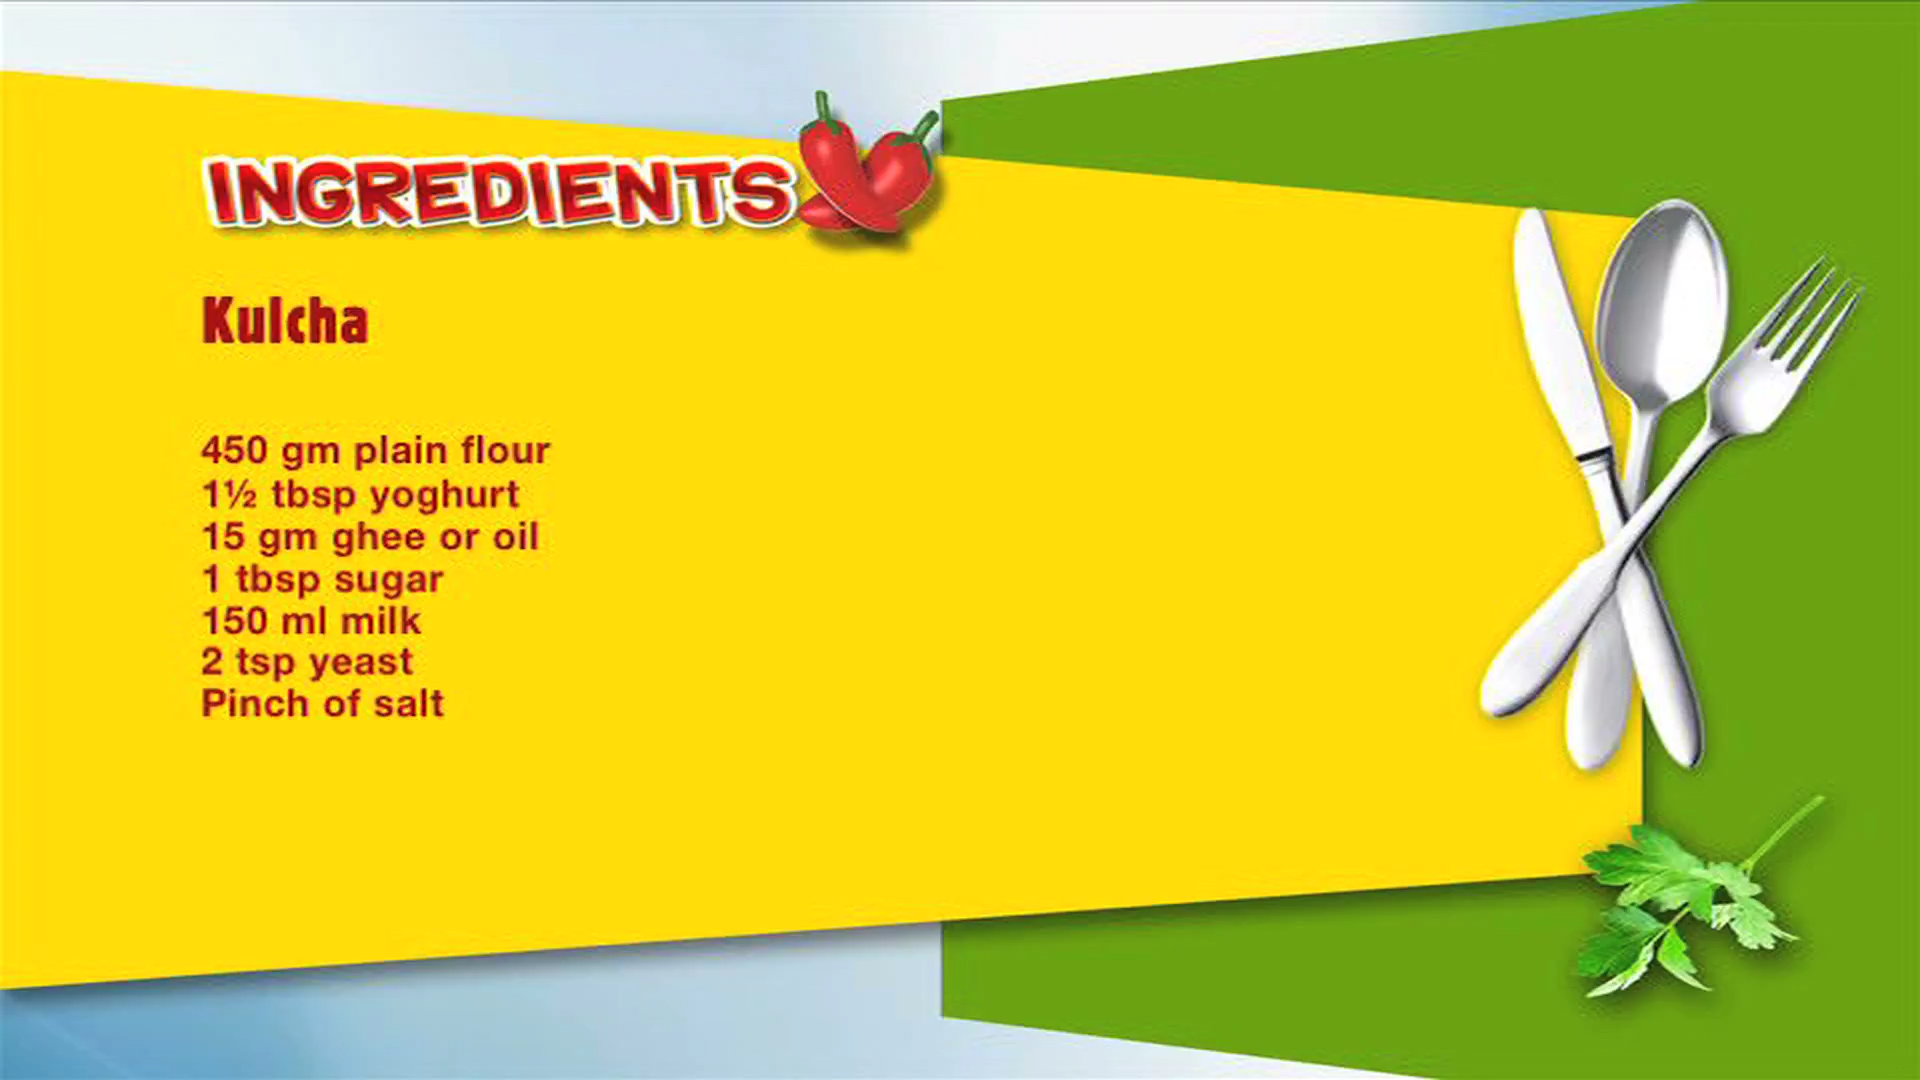 INGREDIENTS
Kulcha
450 gm plain flour
1½ tbsp yoghurt
15 gm ghee or oil
1 tbsp sugar
150 ml milk
2 tsp yeast
Pinch of salt